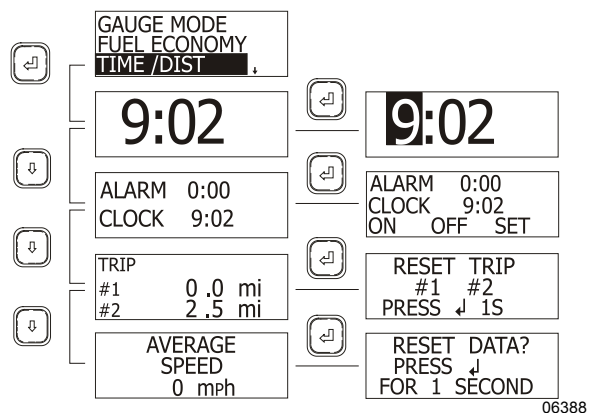 GAUGE MODE
FUEL ECONOMY
TIME /DIST
9:02
9:02
ALARM 0:00
CLOCK 9:02
ALARM 0:00
CLOCK 9:02
ON OFF SET
TRIP
#1 0.0 mi
#2 2.5 mi
RESET TRIP
#1 #2
PRESS ↲ 1S
AVERAGE
SPEED
0 mPh
RESET DATA?
PRESS ↲
FOR 1 SECOND
06388